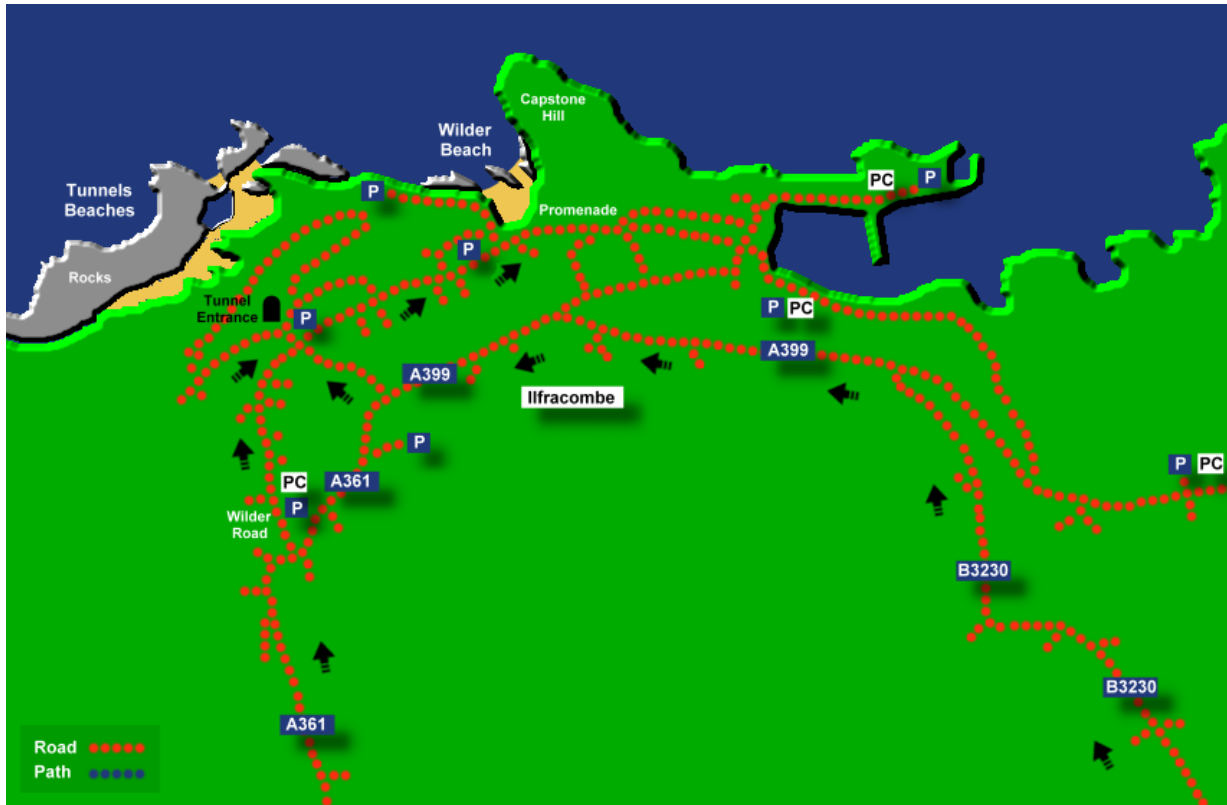 Capstone
Hill
Wilder
Beach
PC
P
P
Tunnels
Beaches
Promenade
P
Rocks
Tunnel
Entrance
P
P
PC
A399
A399
Ilfracombe
P
P
PC
PC
A361
P
Wilder
Road
B3230
B3230
A361
Road
Path